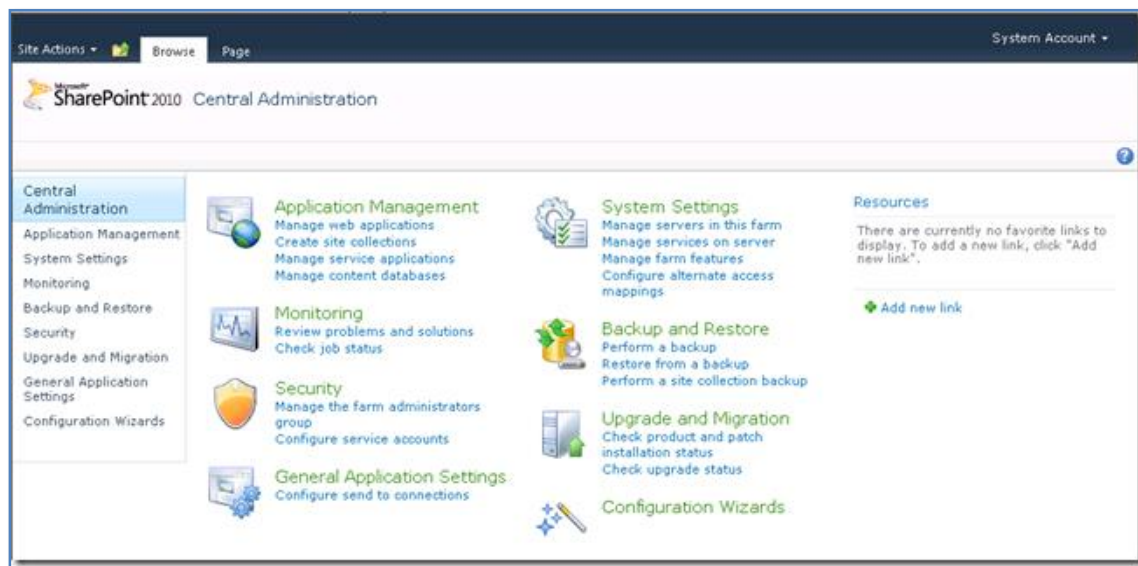 Site Actions
Browse
Page
System Account
Microsoft
SharePoint 2010 Central Administration
Central
Administration
Application Management
System Settings
Monitoring
Backup and Restore
Security
Upgrade and Migration
General Application
Settings
Configuration Wizards
Application Management
Manage web applications
Create site collections
Manage service applications
Manage content databases
Monitoring
Review problems and solutions
Check job status
Security
Manage the farm administrators
group
Configure service accounts
General Application Settings
Configure send to connections
System Settings
Manage servers in this farm
Manage services on server
Manage farm features
Configure alternate access
mappings
Backup and Restore
Perform a backup
Restore from a backup
Perform a site collection backup
Upgrade and Migration
Check product and patch
installation status
Check upgrade status
Configuration Wizards
Resources
There are currently no favorite links to
display. To add a new link, click "Add
new link".
Add new link